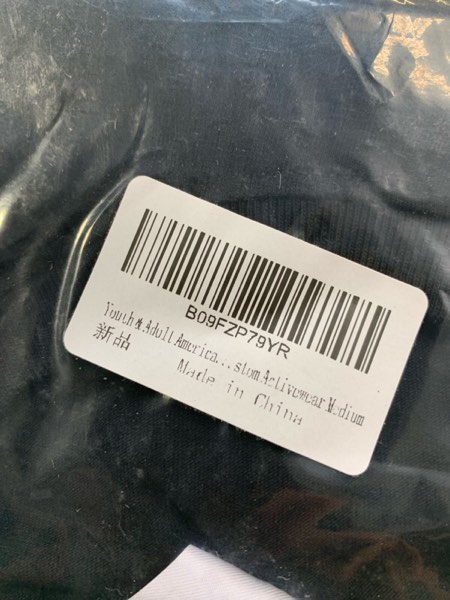 B09FZP79YR
Youth & Adult America...stom Activewear Medium
新品
Made in China